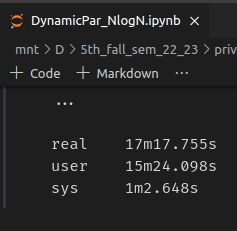 DynamicPar_NlogN.ipynb ×
mnt > D > 5th_fall_sem_22_23 > priv
+ Code + Markdown ...
...
real 17m17.755s
user 15m24.098s
sys 1m2.648s